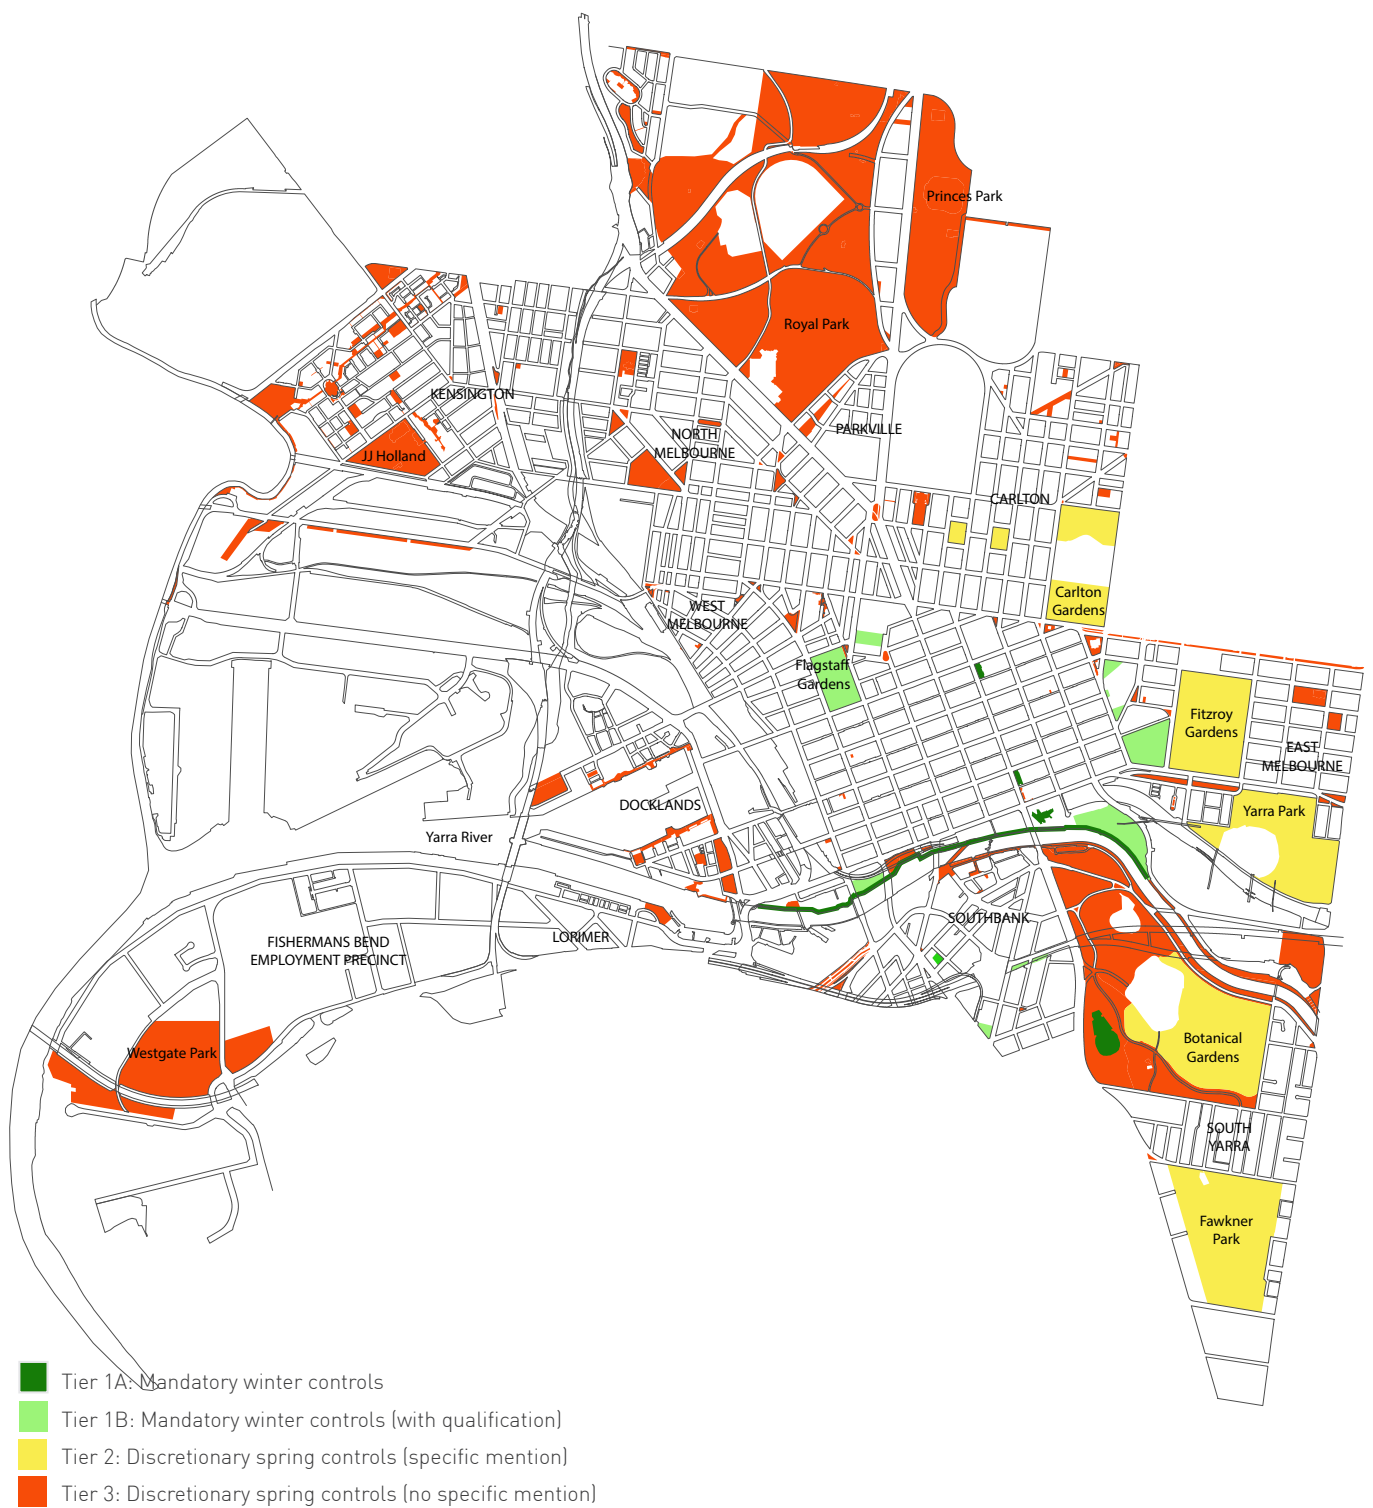 Princes Park
Royal Park
KENSINGTON
PARKVILLE
NORTH
MELBOURNE
JJ Holland
CARLTON
Carlton
Gardens
WEST
MELBOURNE
Flagstaff
Gardens
Fitzroy
Gardens
EAST
MELBOURNE
DOCKLANDS
Yarra Park
Yarra River
SOUTHBANK
LORIMER
FISHERMANS BEND
EMPLOYMENT PRECINCT
Botanical
Gardens
Westgate Park
SOUTH
YARRA
Fawkner
Park
Tier 1A: Mandatory winter controls
Tier 1B: Mandatory winter controls (with qualification)
Tier 2: Discretionary spring controls (specific mention)
Tier 3: Discretionary spring controls (no specific mention)